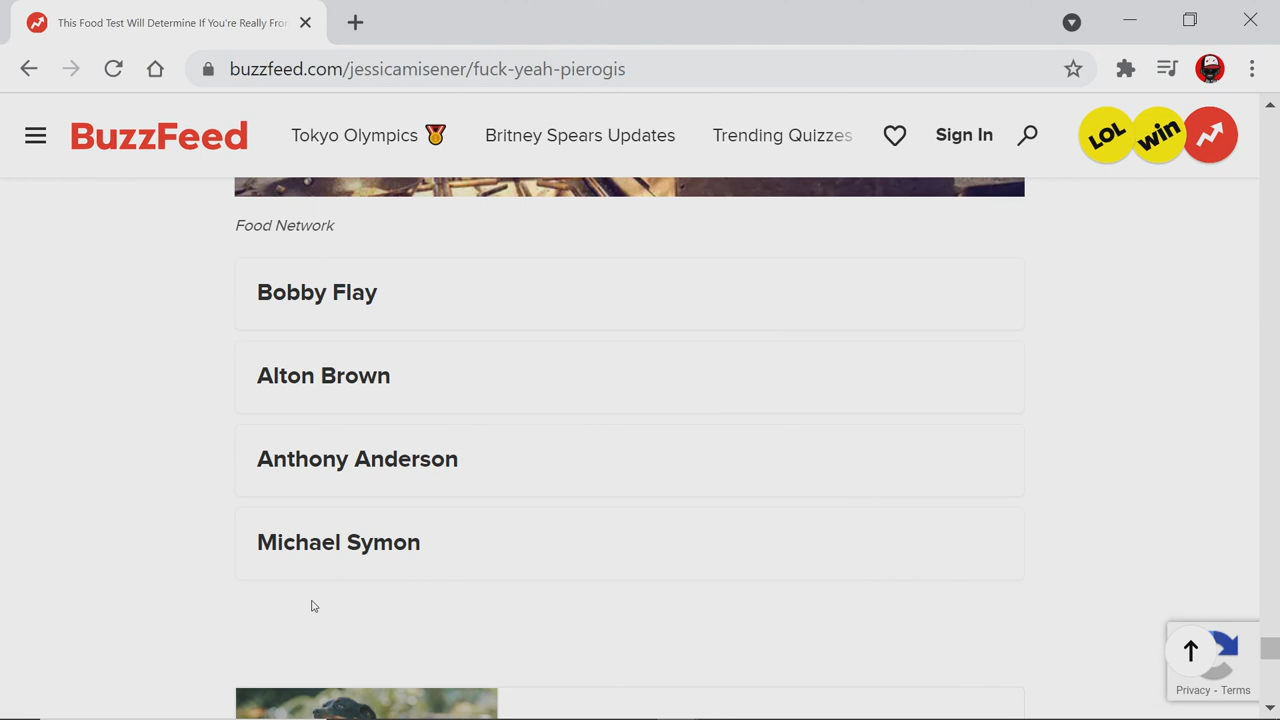 This Food Test Will Determine If You're Really Fro
buzzfeed.com/jessicamisener/fuck-yeah-pierogis
BuzzFeed
Tokyo Olympics 🏅
Britney Spears Updates
Trending Quizzes
Sign In
LOL
win
Food Network
Bobby Flay
Alton Brown
Anthony Anderson
Michael Symon
Privacy - Terms